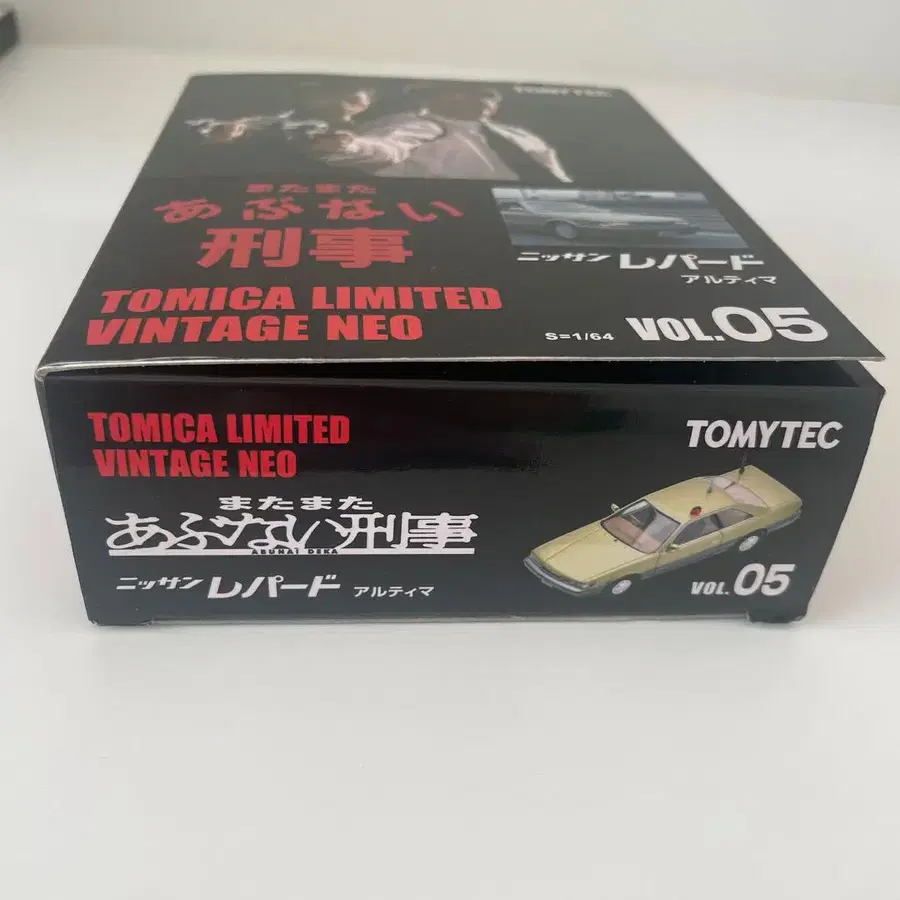 TOMYTEC
またまた
あぶない
刑事
ニッサン レパード
アルティマ
TOMICA LIMITED
VINTAGE NEO
S=1/64 VOL.05
TOMICA LIMITED
VINTAGE NEO
TOMYTEC
またまた
あぶない刑事
ABUNAI DEKA
ニッサン レパード アルティマ
VOL.05